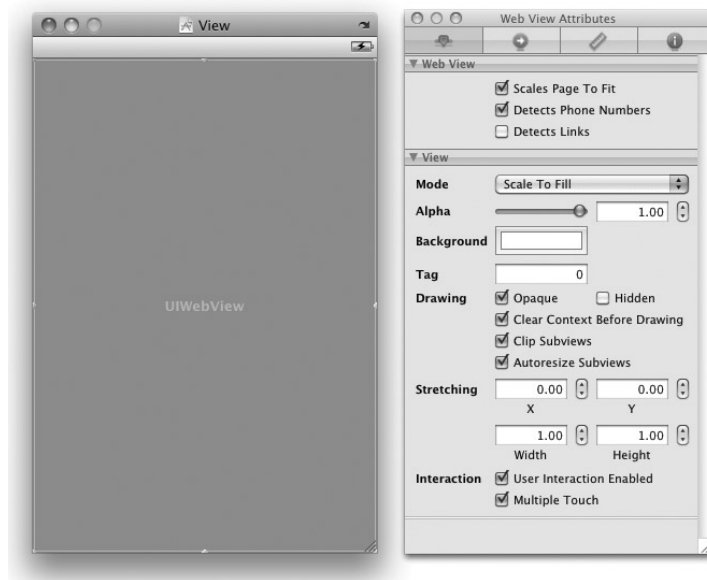 View
UIWebView
Web View Attributes
Web View
Scales Page To Fit
Detects Phone Numbers
Detects Links
View
Mode Scale To Fill
Alpha 1.00
Background
Tag 0
Drawing Opaque Hidden
Clear Context Before Drawing
Clip Subviews
Autoresize Subviews
Stretching 0.00 0.00
X Y
1.00 1.00
Width Height
Interaction User Interaction Enabled
Multiple Touch